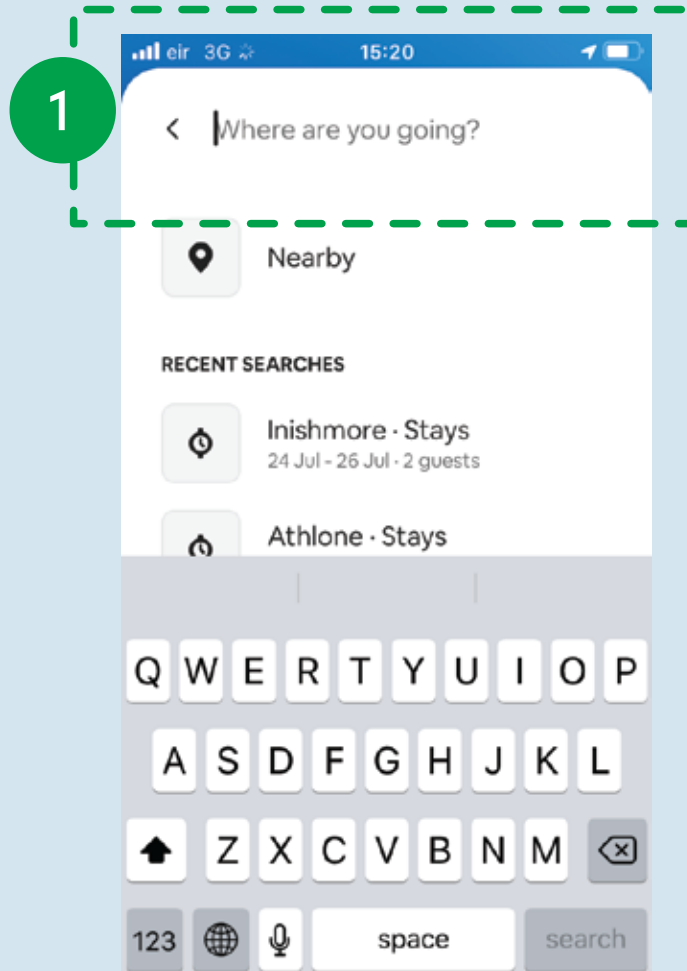 1
eir 3G 15:20
Where are you going?
Nearby
RECENT SEARCHES
Inishmore · Stays
24 Jul - 26 Jul · 2 guests
Athlone · Stays
Q W E R T Y U I O P
A S D F G H J K L
Z X C V B N M
123 space search